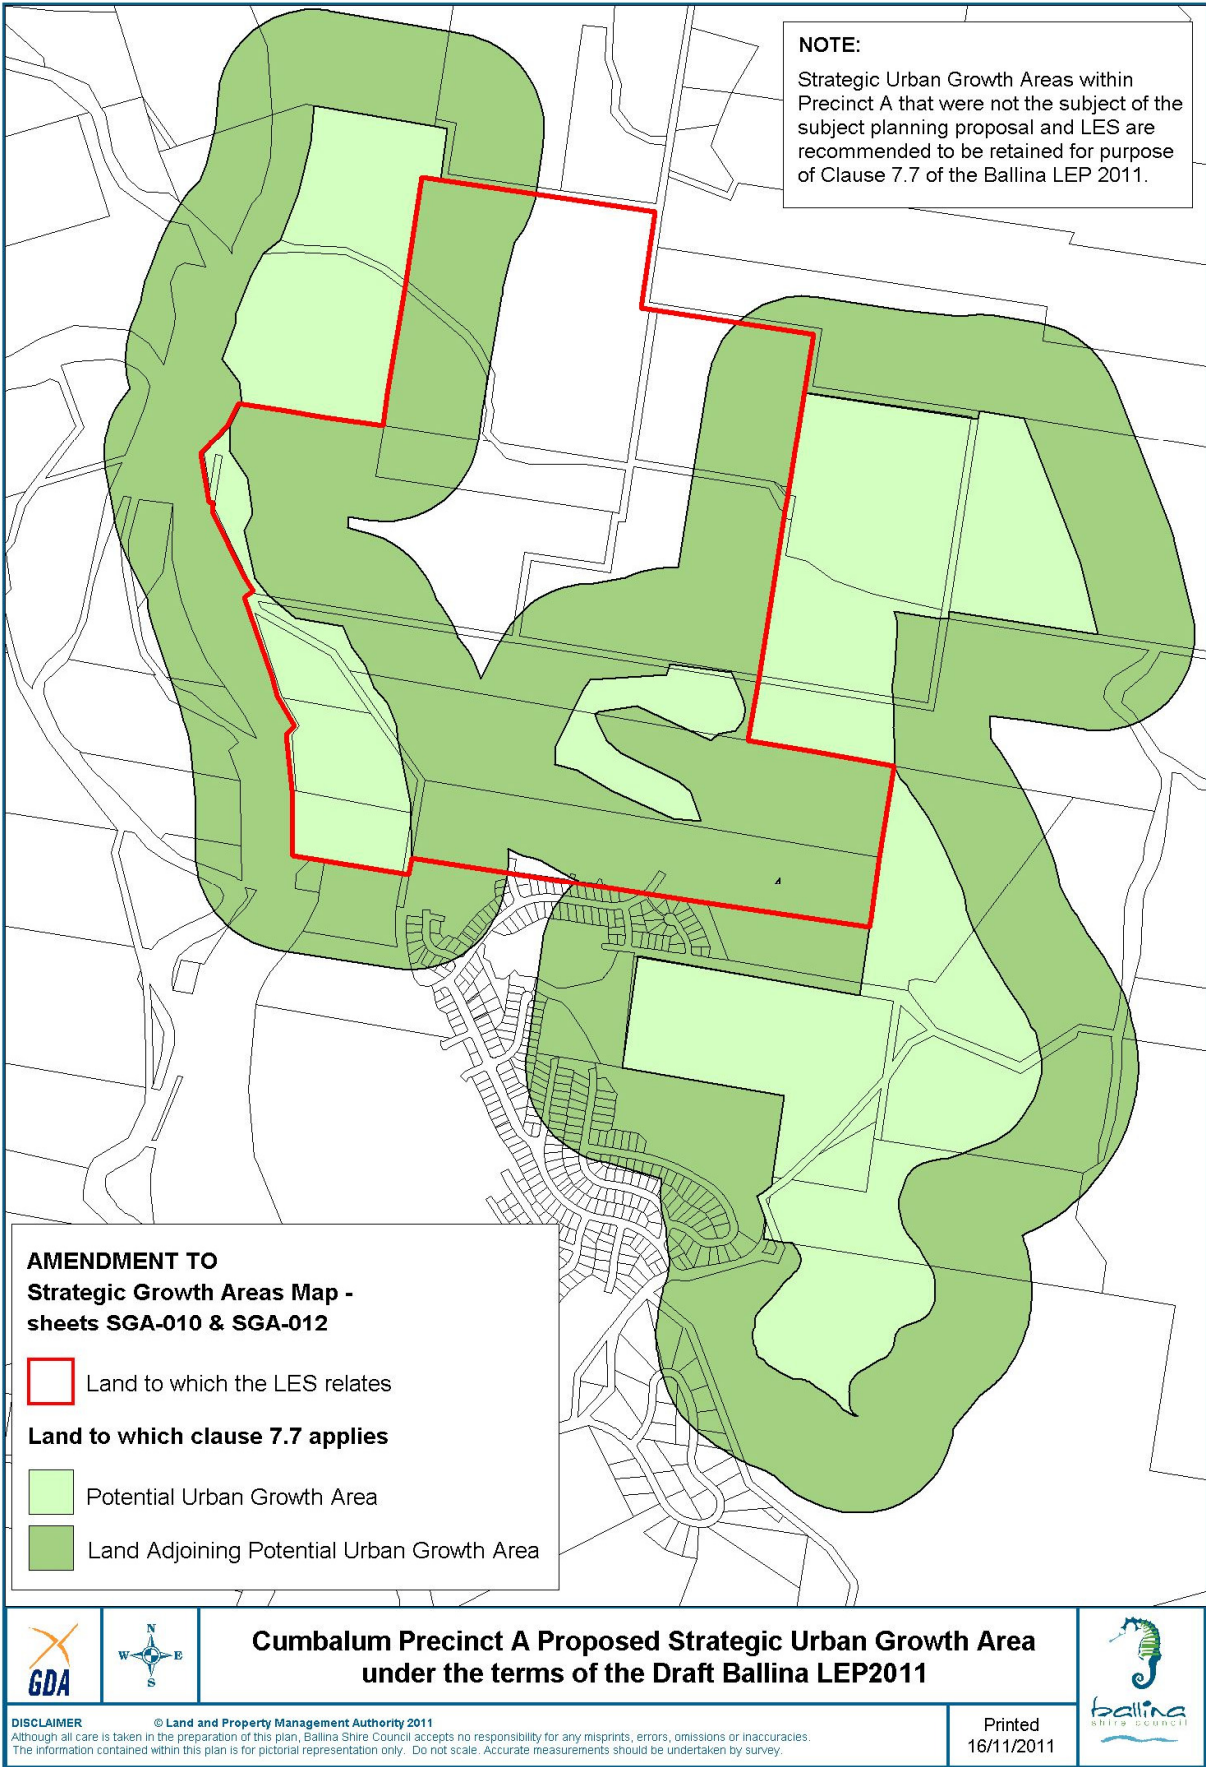 NOTE:
Strategic Urban Growth Areas within
Precinct A that were not the subject of the
subject planning proposal and LES are
recommended to be retained for purpose
of Clause 7.7 of the Ballina LEP 2011.
AMENDMENT TO
Strategic Growth Areas Map -
sheets SGA-010 & SGA-012
Land to which the LES relates
Land to which clause 7.7 applies
Potential Urban Growth Area
Land Adjoining Potential Urban Growth Area
GDA
N
W E
S
Cumbalum Precinct A Proposed Strategic Urban Growth Area
under the terms of the Draft Ballina LEP2011
ballina
shire council
DISCLAIMER © Land and Property Management Authority 2011
Although all care is taken in the preparation of this plan, Ballina Shire Council accepts no responsibility for any misprints, errors, omissions or inaccuracies.
The information contained within this plan is for pictorial representation only. Do not scale. Accurate measurements should be undertaken by survey.
Printed
16/11/2011